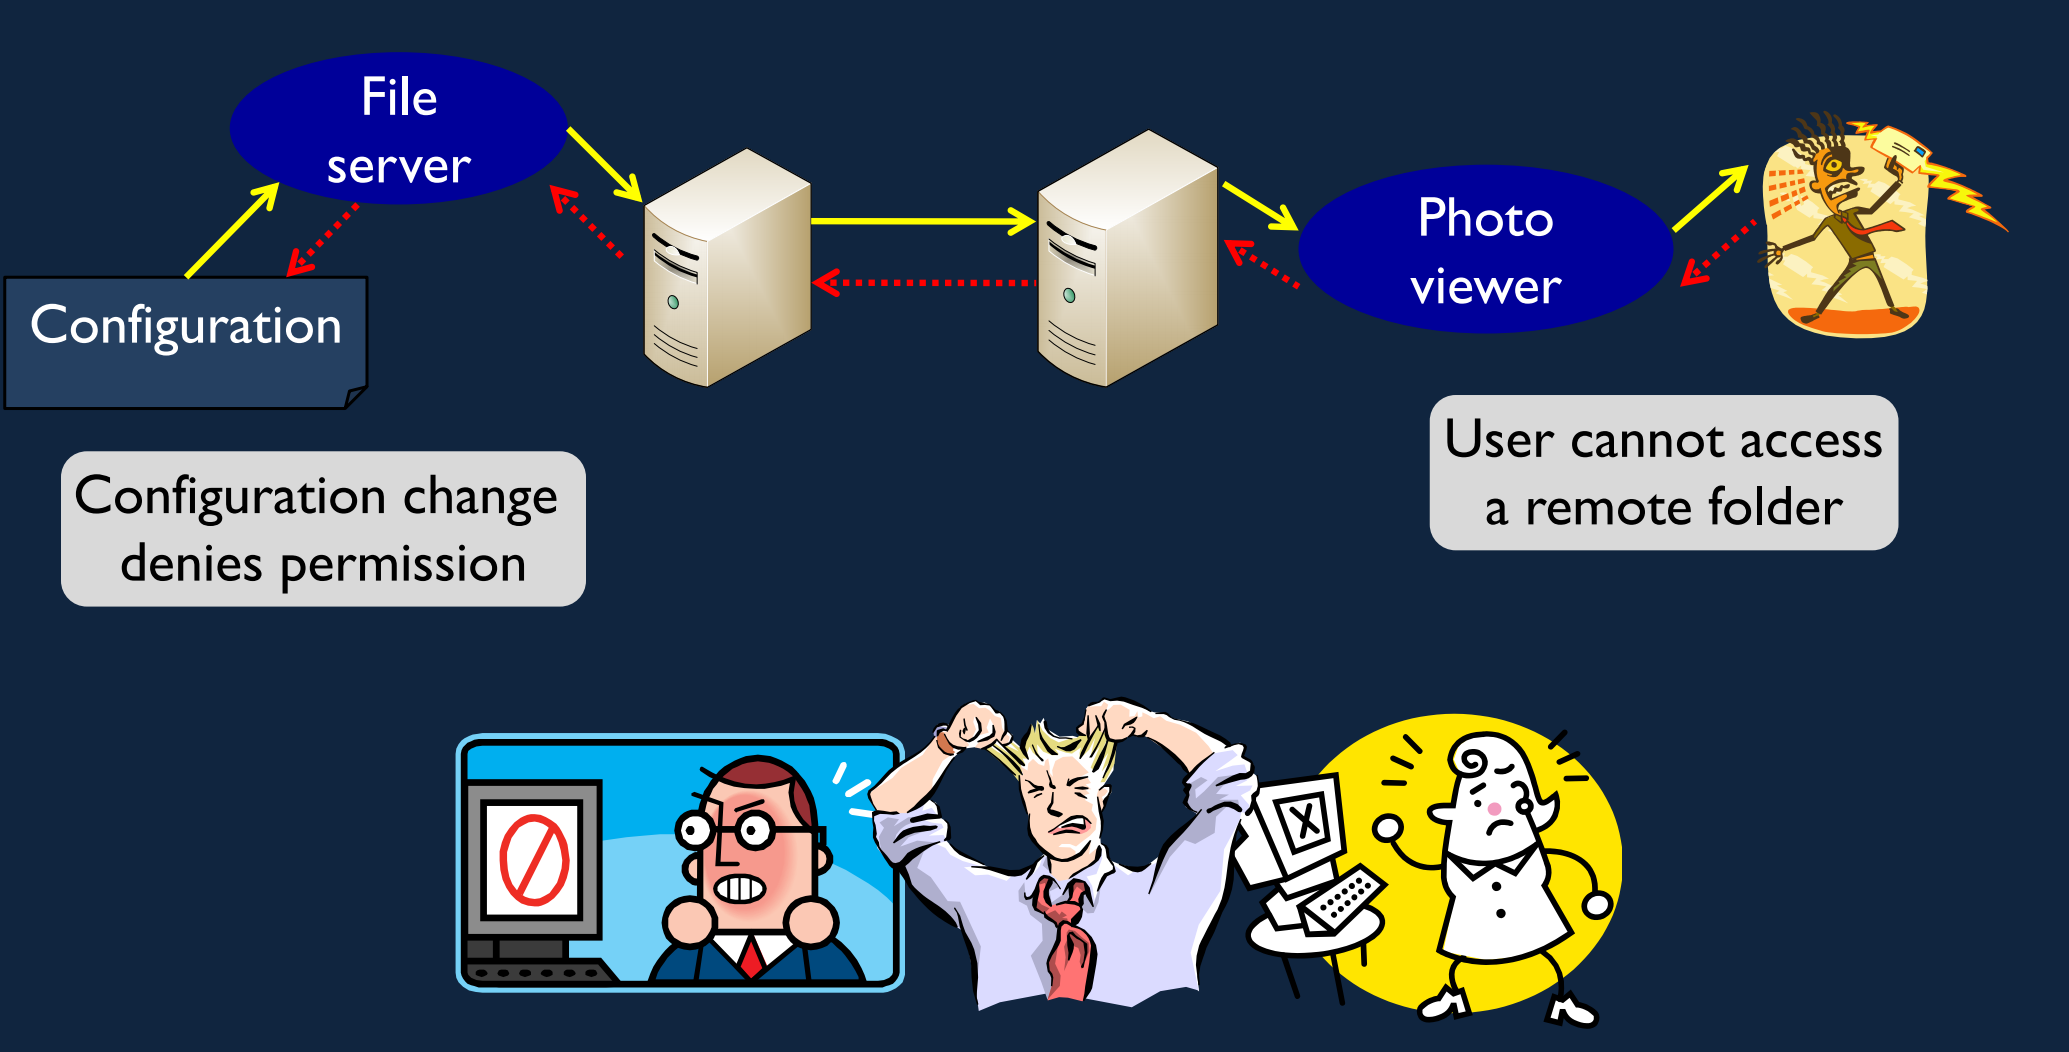 File
server
Photo
viewer
Configuration
User cannot access
a remote folder
Configuration change
denies permission
X